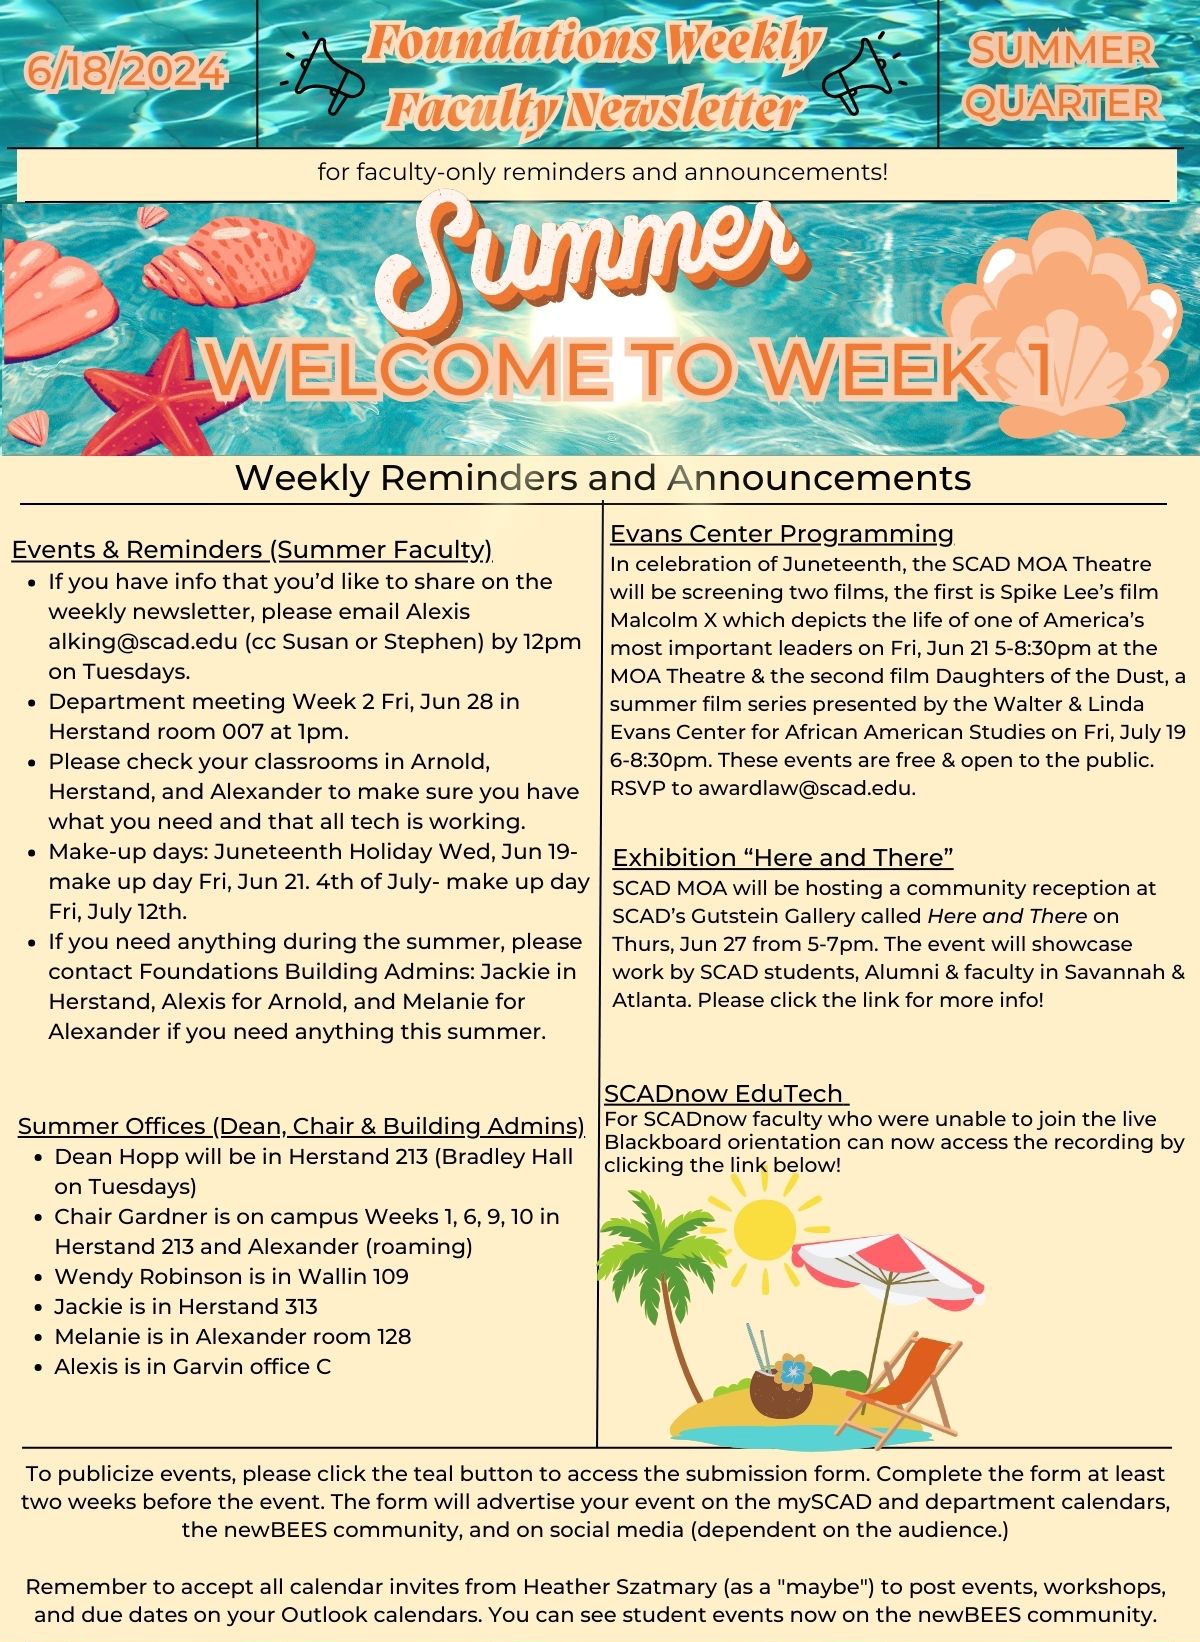 6/18/2024
Foundations Weekly
Faculty Newsletter
SUMMER
QUARTER
for faculty-only reminders and announcements!
Summer
WELCOME TO WEEK 1
Weekly Reminders and Announcements
Events & Reminders (Summer Faculty)
• If you have info that you’d like to share on the
weekly newsletter, please email Alexis
alking@scad.edu (cc Susan or Stephen) by 12pm
on Tuesdays.
• Department meeting Week 2 Fri, Jun 28 in
Herstand room 007 at 1pm.
• Please check your classrooms in Arnold,
Herstand, and Alexander to make sure you have
what you need and that all tech is working.
• Make-up days: Juneteenth Holiday Wed, Jun 19-
make up day Fri, Jun 21. 4th of July- make up day
Fri, July 12th.
• If you need anything during the summer, please
contact Foundations Building Admins: Jackie in
Herstand, Alexis for Arnold, and Melanie for
Alexander if you need anything this summer.
Summer Offices (Dean, Chair & Building Admins)
• Dean Hopp will be in Herstand 213 (Bradley Hall
on Tuesdays)
• Chair Gardner is on campus Weeks 1, 6, 9, 10 in
Herstand 213 and Alexander (roaming)
• Wendy Robinson is in Wallin 109
• Jackie is in Herstand 313
• Melanie is in Alexander room 128
• Alexis is in Garvin office C
Evans Center Programming
In celebration of Juneteenth, the SCAD MOA Theatre
will be screening two films, the first is Spike Lee’s film
Malcolm X which depicts the life of one of America’s
most important leaders on Fri, Jun 21 5-8:30pm at the
MOA Theatre & the second film Daughters of the Dust, a
summer film series presented by the Walter & Linda
Evans Center for African American Studies on Fri, July 19
6-8:30pm. These events are free & open to the public.
RSVP to awardlaw@scad.edu.
Exhibition “Here and There”
SCAD MOA will be hosting a community reception at
SCAD’s Gutstein Gallery called Here and There on
Thurs, Jun 27 from 5-7pm. The event will showcase
work by SCAD students, Alumni & faculty in Savannah &
Atlanta. Please click the link for more info!
SCADnow EduTech
For SCADnow faculty who were unable to join the live
Blackboard orientation can now access the recording by
clicking the link below!
To publicize events, please click the teal button to access the submission form. Complete the form at least
two weeks before the event. The form will advertise your event on the mySCAD and department calendars,
the newBEES community, and on social media (dependent on the audience.)
Remember to accept all calendar invites from Heather Szatmary (as a "maybe") to post events, workshops,
and due dates on your Outlook calendars. You can see student events now on the newBEES community.